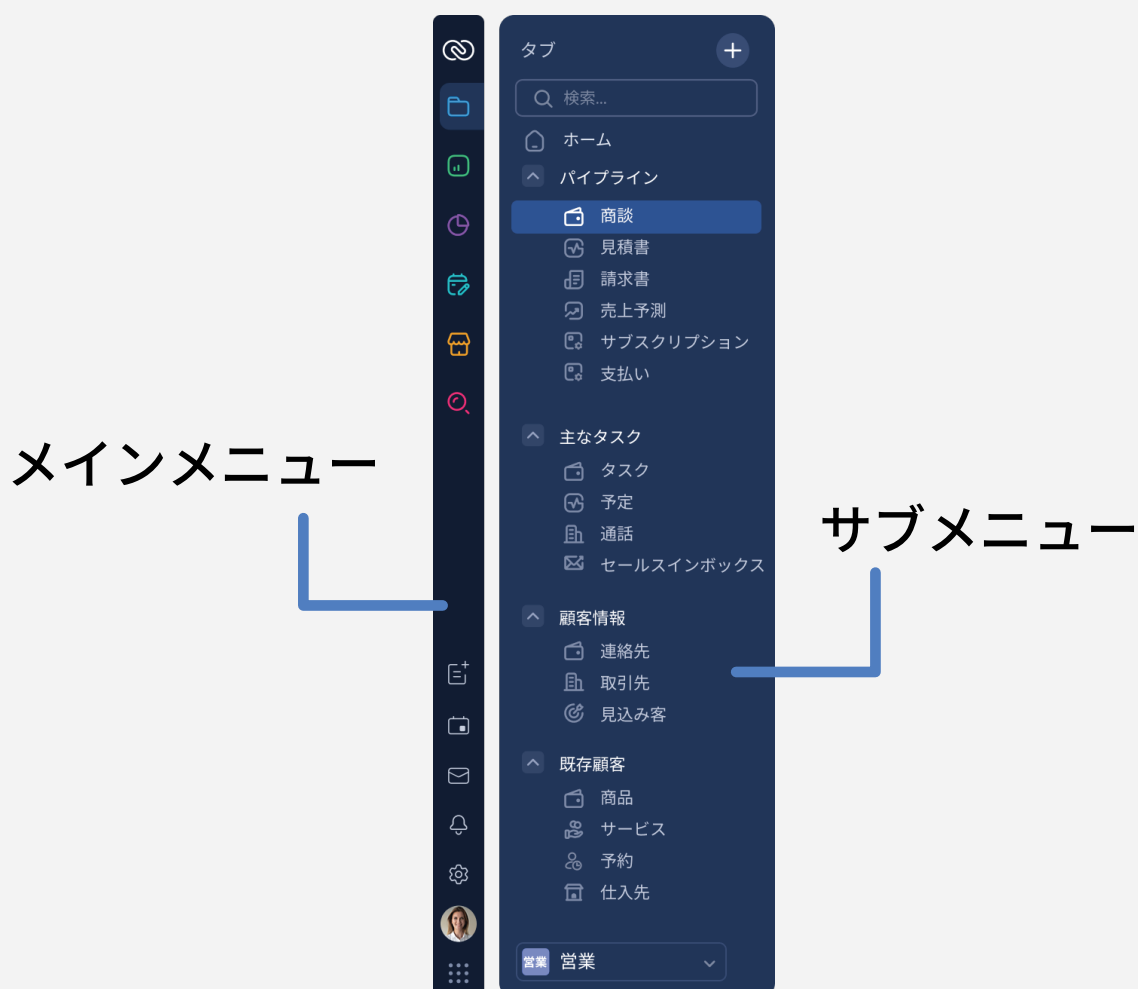 タブ
検索...
ホーム
パイプライン
商談
見積書
請求書
売上予測
サブスクリプション
支払い
主なタスク
タスク
予定
通話
セールスインボックス
顧客情報
連絡先
取引先
見込み客
既存顧客
商品
サービス
予約
仕入先
営業 営業
メインメニュー
サブメニュー